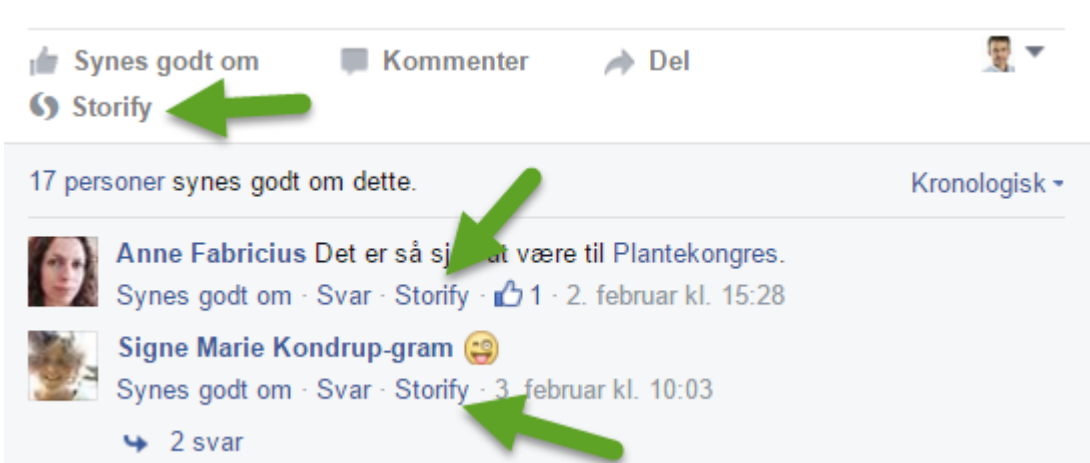 Synes godt om Kommenter Del
Storify
17 personer synes godt om dette. Kronologisk
Anne Fabricius Det er så at være til Plantekongres.
Synes godt om · Svar · Storify · 1 · 2. februar kl. 15:28
Signe Marie Kondrup-gram
Synes godt om · Svar · Storify · 3. februar kl. 10:03
2 svar